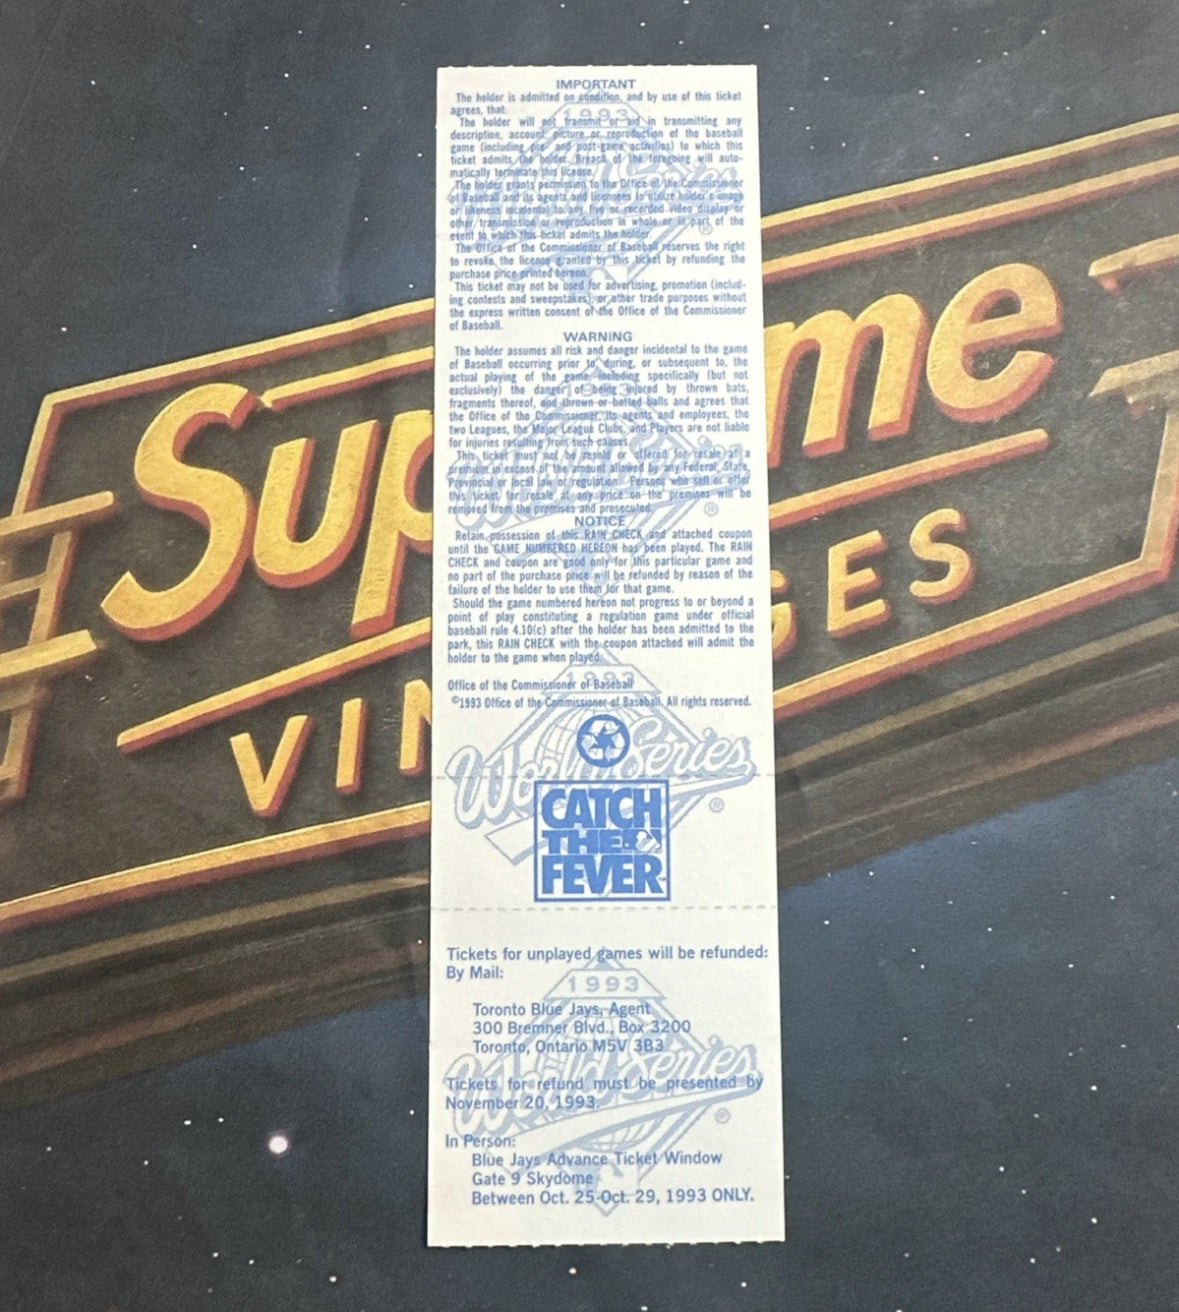 IMPORTANT
The holder is admitted on condition, and by use of this ticket
agrees, that:
The holder will not transmit or aid in transmitting any
description, account, picture or reproduction of the baseball
game (including pre- and post-game activities) to which this
ticket admits the holder. Breach of the foregoing will auto-
matically terminate this license.
The holder grants permission to the Office of the Commissioner
of Baseball and its agents and licensees to utilize holder's image
or likeness incidental to any live or recorded video display or
other transmission or reproduction in whole or in part of the
event to which this ticket admits the holder.
The Office of the Commissioner of Baseball reserves the right
to revoke the license granted by this ticket by refunding the
purchase price printed hereon.
This ticket may not be used for advertising, promotion (includ-
ing contests and sweepstakes), or other trade purposes without
the express written consent of the Office of the Commissioner
of Baseball.
WARNING
The holder assumes all risk and danger incidental to the game
of Baseball occurring prior to, during, or subsequent to, the
actual playing of the game, including specifically (but not
exclusively) the danger of being injured by thrown bats,
fragments thereof, and thrown or batted balls and agrees that
the Office of the Commissioner, its agents and employees, the
two Leagues, the Major League Clubs, and Players are not liable
for injuries resulting from such causes.
This ticket must not be resold or offered for resale at a
premium in excess of the amount allowed by any Federal, State,
Provincial or local law or regulation. Persons who sell or offer
this ticket for resale at any price on the premises will be
removed from the premises and prosecuted.
NOTICE
Retain possession of this RAIN CHECK and attached coupon
until the GAME NUMBERED HEREON has been played. The RAIN
CHECK and coupon are good only for this particular game and
no part of the purchase price will be refunded by reason of the
failure of the holder to use them for that game.
Should the game numbered hereon not progress to or beyond a
point of play constituting a regulation game under official
baseball rule 4.10(c) after the holder has been admitted to the
park, this RAIN CHECK with the coupon attached will admit the
holder to the game when played.
Office of the Commissioner of Baseball
©1993 Office of the Commissioner of Baseball. All rights reserved.
1993
World Series
®
CATCH
THE
FEVER
Tickets for unplayed games will be refunded:
By Mail:
1993
Toronto Blue Jays, Agent
300 Bremner Blvd., Box 3200
Toronto, Ontario M5V 3B3
World Series
®
Tickets for refund must be presented by
November 20, 1993.
In Person:
Blue Jays Advance Ticket Window
Gate 9 Skydome
Between Oct. 25-Oct. 29, 1993 ONLY.
Sup me
VIN GES